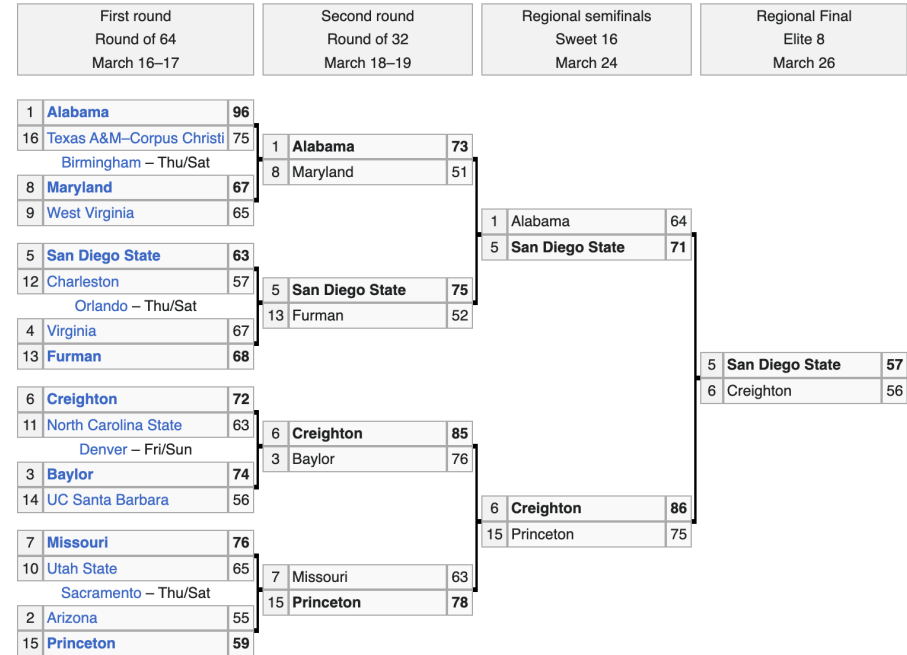 First round
Round of 64
March 16–17
Second round
Round of 32
March 18–19
Regional semifinals
Sweet 16
March 24
Regional Final
Elite 8
March 26
1 Alabama 96
16 Texas A&M–Corpus Christi 75
Birmingham – Thu/Sat
8 Maryland 67
9 West Virginia 65
5 San Diego State 63
12 Charleston 57
Orlando – Thu/Sat
4 Virginia 67
13 Furman 68
6 Creighton 72
11 North Carolina State 63
Denver – Fri/Sun
3 Baylor 74
14 UC Santa Barbara 56
7 Missouri 76
10 Utah State 65
Sacramento – Thu/Sat
2 Arizona 55
15 Princeton 59
1 Alabama 73
8 Maryland 51
5 San Diego State 75
13 Furman 52
6 Creighton 85
3 Baylor 76
7 Missouri 63
15 Princeton 78
1 Alabama 64
5 San Diego State 71
6 Creighton 86
15 Princeton 75
5 San Diego State 57
6 Creighton 56